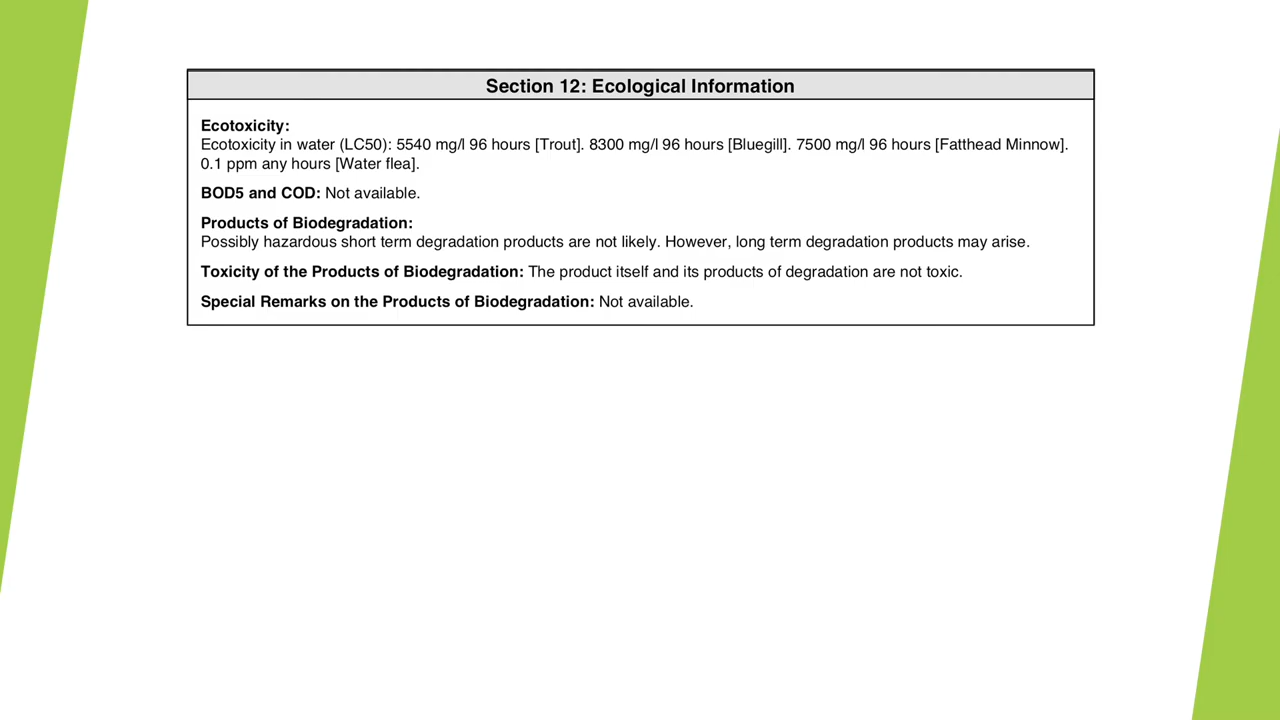 Section 12: Ecological Information
Ecotoxicity:
Ecotoxicity in water (LC50): 5540 mg/l 96 hours [Trout]. 8300 mg/l 96 hours [Bluegill]. 7500 mg/l 96 hours [Fatthead Minnow].
0.1 ppm any hours [Water flea].
BOD5 and COD: Not available.
Products of Biodegradation:
Possibly hazardous short term degradation products are not likely. However, long term degradation products may arise.
Toxicity of the Products of Biodegradation: The product itself and its products of degradation are not toxic.
Special Remarks on the Products of Biodegradation: Not available.